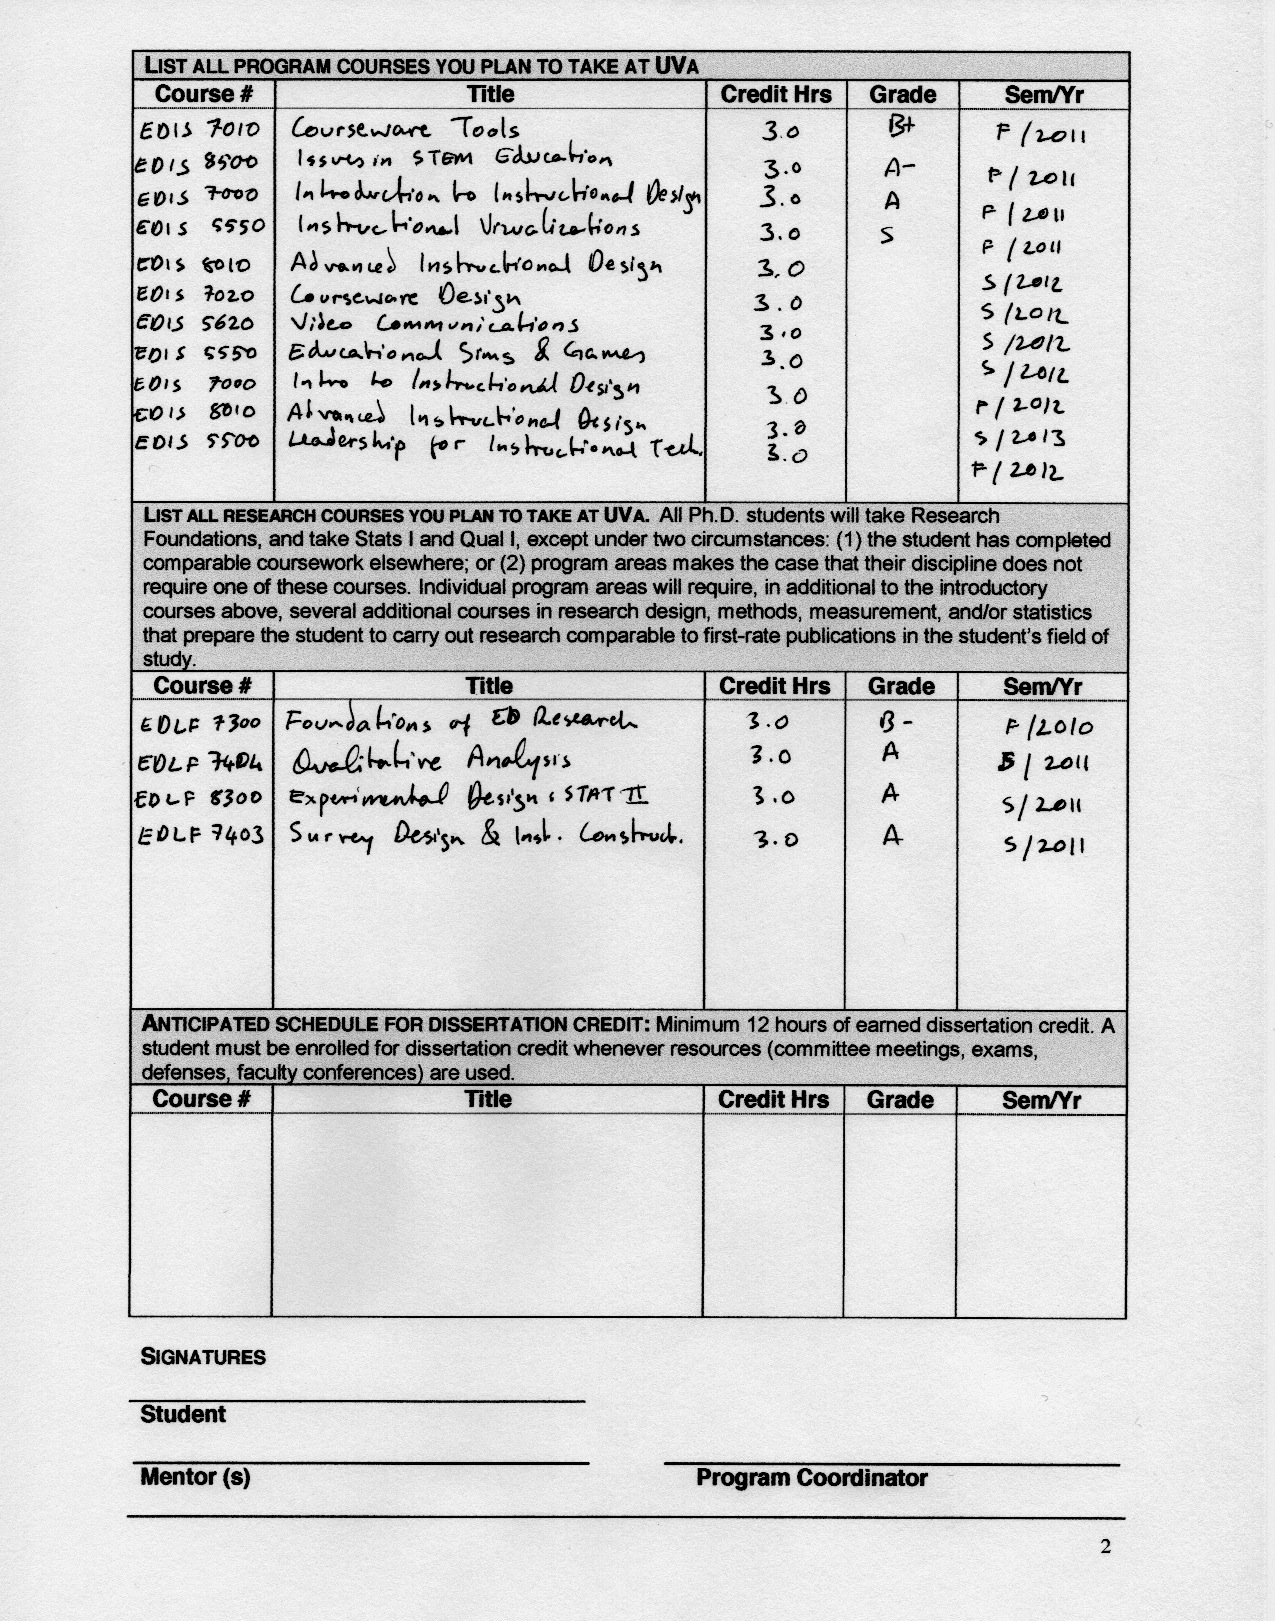 LIST ALL PROGRAM COURSES YOU PLAN TO TAKE AT UVA
Course # Title Credit Hrs Grade Sem/Yr
EDIS 7010 Courseware Tools 3.0 B+ F/2011
EDIS 8500 Issues in STEM Education 3.0 A- F/2011
EDIS 7000 Introduction to Instructional Design 3.0 A F/2011
EDIS 5550 Instructional Vizualizations 3.0 S F/2011
EDIS 8010 Advanced Instructional Design 3.0 S/2012
EDIS 7020 Courseware Design 3.0 S/2012
EDIS 5620 Video Communications 3.0 S/2012
EDIS 5550 Educational Sims & Games 3.0 S/2012
EDIS 7000 Intro to Instructional Design 3.0 F/2012
EDIS 8010 Advanced Instructional Design 3.0 S/2013
EDIS 5500 Leadership for Instructional Tech. 3.0 F/2012
LIST ALL RESEARCH COURSES YOU PLAN TO TAKE AT UVA. All Ph.D. students will take Research
Foundations, and take Stats I and Qual I, except under two circumstances: (1) the student has completed
comparable coursework elsewhere; or (2) program areas makes the case that their discipline does not
require one of these courses. Individual program areas will require, in additional to the introductory
courses above, several additional courses in research design, methods, measurement, and/or statistics
that prepare the student to carry out research comparable to first-rate publications in the student's field of
study.
Course # Title Credit Hrs Grade Sem/Yr
EDLF 7300 Foundations of ED Research 3.0 B- F/2010
EDLF 7404 Qualitative Analysis 3.0 A S/2011
EDLF 8300 Experimental Design: STAT II 3.0 A S/2011
EDLF 7403 Survey Design & Inst. Construct. 3.0 A S/2011
ANTICIPATED SCHEDULE FOR DISSERTATION CREDIT: Minimum 12 hours of earned dissertation credit. A
student must be enrolled for dissertation credit whenever resources (committee meetings, exams,
defenses, faculty conferences) are used.
Course # Title Credit Hrs Grade Sem/Yr
SIGNATURES
Student
Mentor (s) Program Coordinator
2